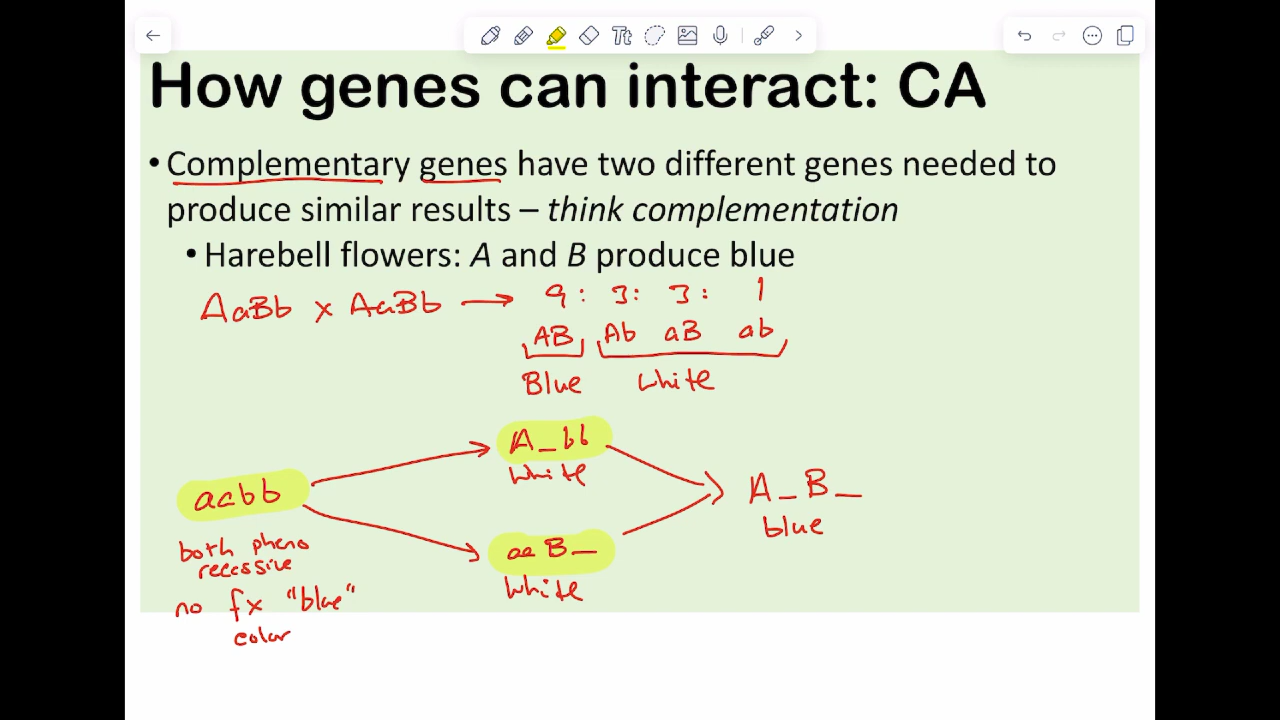 Tt
How genes can interact: CA
• Complementary genes have two different genes needed to
produce similar results – think complementation
• Harebell flowers: A and B produce blue
AaBb x AaBb → 9 : 3 : 3 : 1
AB Ab aB ab
Blue White
A_bb
White
aabb
A_B_
blue
aaB_
White
both pheno
recessive
no fx "blue"
color